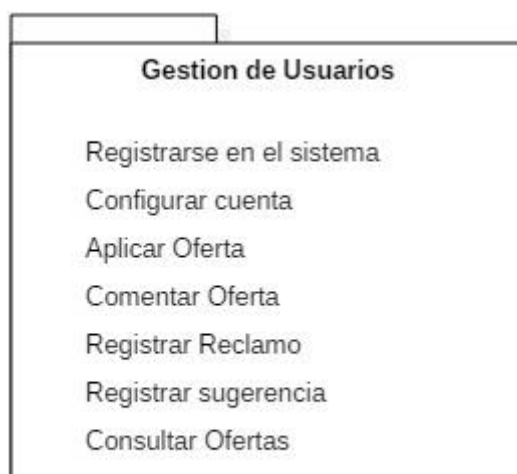 Gestion de Usuarios
Registrarse en el sistema
Configurar cuenta
Aplicar Oferta
Comentar Oferta
Registrar Reclamo
Registrar sugerencia
Consultar Ofertas